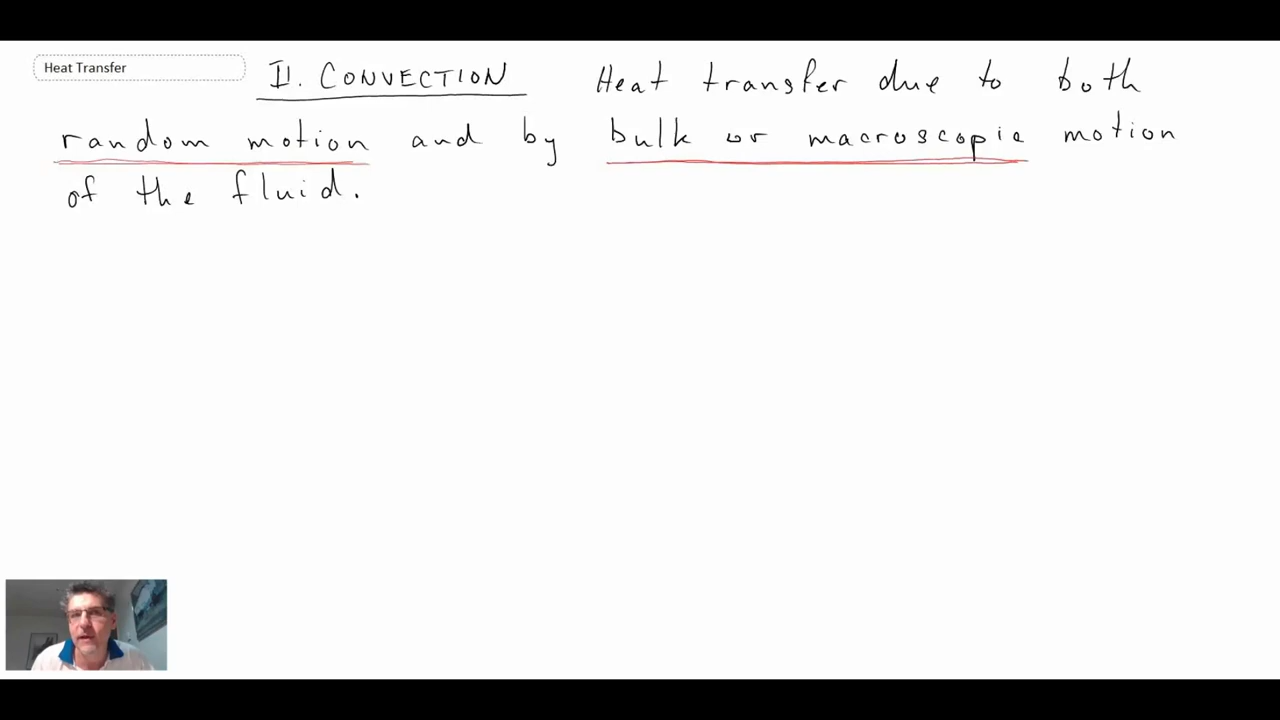 Heat Transfer
II. CONVECTION Heat transfer due to both
random motion and by bulk or macroscopic motion
of the fluid.